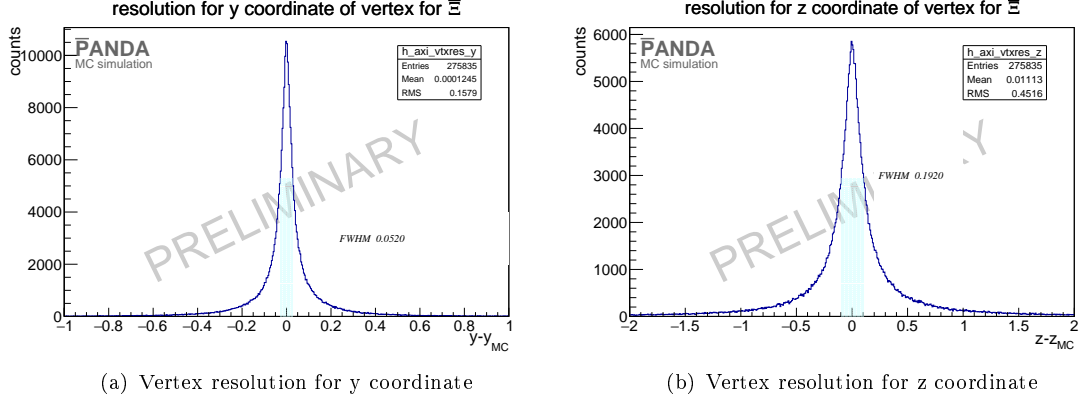 resolution for y coordinate of vertex for Ξ
counts
10000
8000
6000
4000
2000
0
PANDA
MC simulation
h_axi_vtxres_y
Entries 275835
Mean 0.0001245
RMS 0.1579
PRELIMINARY
FWHM 0.0520
−1 −0.8 −0.6 −0.4 −0.2 0 0.2 0.4 0.6 0.8 1
y-y_MC
(a) Vertex resolution for y coordinate
resolution for z coordinate of vertex for Ξ
counts
6000
5000
4000
3000
2000
1000
0
PANDA
MC simulation
h_axi_vtxres_z
Entries 275835
Mean 0.01113
RMS 0.4516
PRELIM Y
FWHM 0.1920
−2 −1.5 −1 −0.5 0 0.5 1 1.5 2
z-z_MC
(b) Vertex resolution for z coordinate